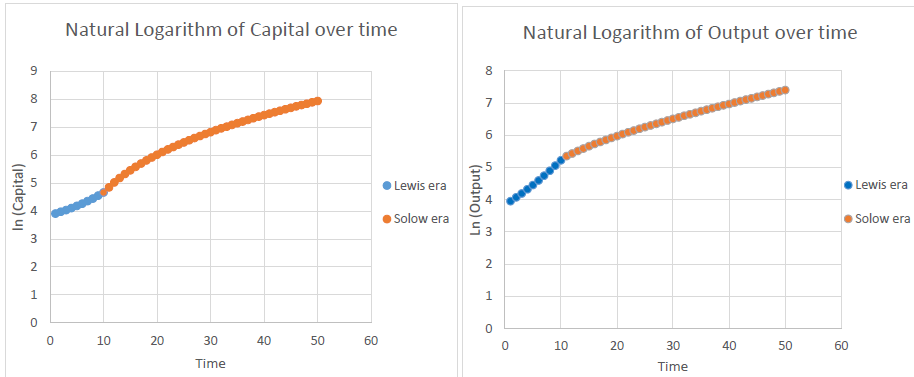 Natural Logarithm of Capital over time
9
8
7
6
5
4
3
2
1
0
ln (Capital)
0 10 20 30 40 50 60
Time
Lewis era
Solow era
Natural Logarithm of Output over time
8
7
6
5
4
3
2
1
0
Ln (Output)
0 10 20 30 40 50 60
Time
Lewis era
Solow era